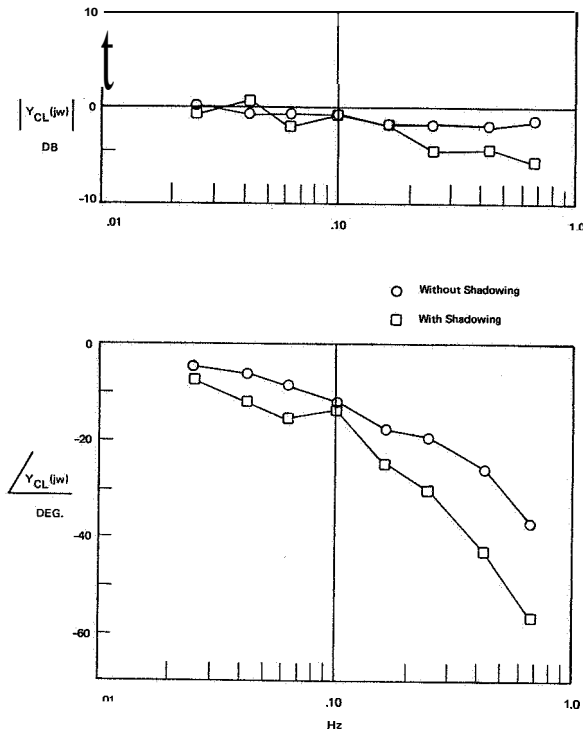 10
t
0
|Y_CL(jw)|
DB
-10
.01
.10
1.0
Without Shadowing
With Shadowing
0
-20
Y_CL(jw)
DEG.
-40
-60
.01
.10
1.0
Hz